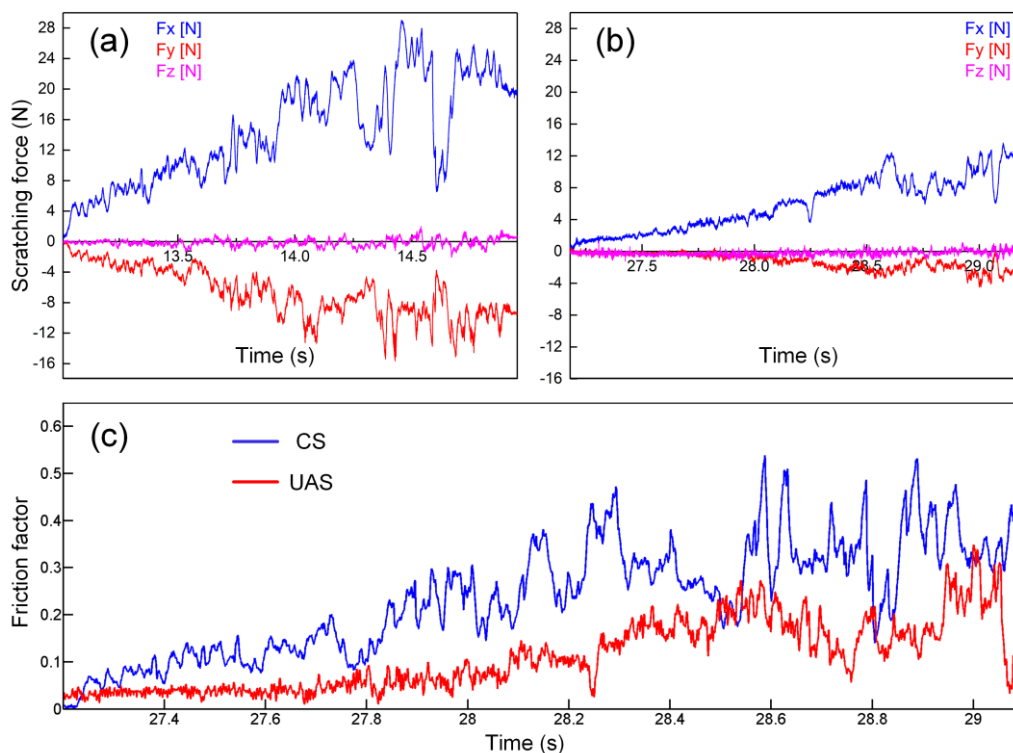 (a)
Fx [N]
Fy [N]
Fz [N]
28
24
20
16
12
8
4
0
-4
-8
-12
-16
13.5
14.0
14.5
Scratching force (N)
Time (s)
(b)
Fx [N]
Fy [N]
Fz [N]
28
24
20
16
12
8
4
0
-4
-8
-12
-16
27.5
28.0
28.5
29.0
Time (s)
(c)
CS
UAS
0.6
0.5
0.4
0.3
0.2
0.1
0
Friction factor
27.4
27.6
27.8
28
28.2
28.4
28.6
28.8
29
Time (s)